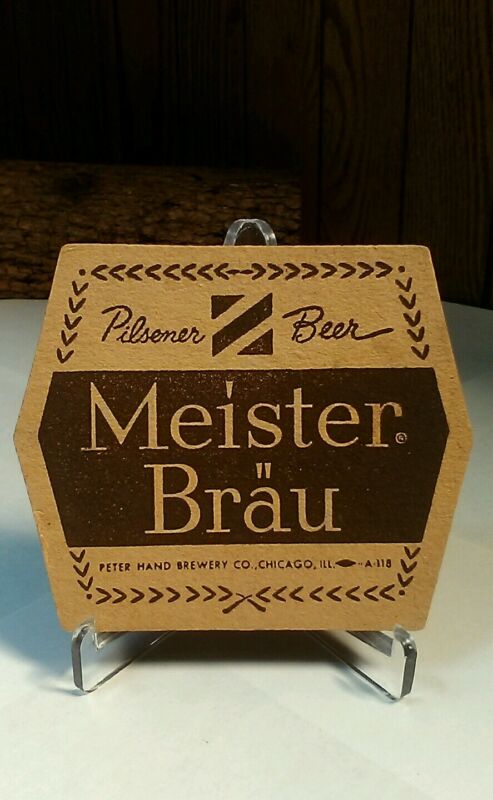 Pilsener Beer
Meister®
Bräu
PETER HAND BREWERY CO., CHICAGO, ILL. A-118